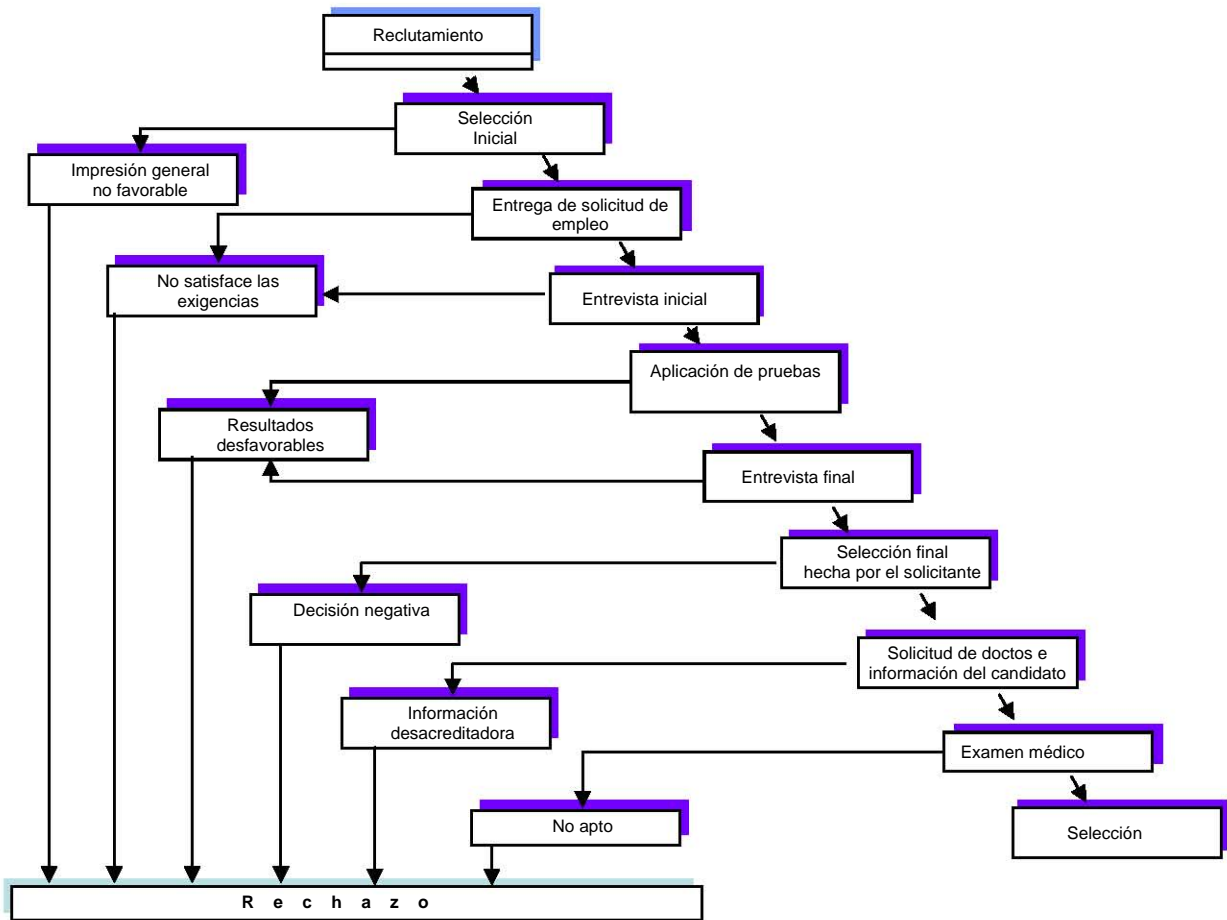 Reclutamiento
Selección
Inicial
Impresión general
no favorable
Entrega de solicitud de
empleo
No satisface las
exigencias
Entrevista inicial
Aplicación de pruebas
Resultados
desfavorables
Entrevista final
Selección final
hecha por el solicitante
Decisión negativa
Solicitud de doctos e
información del candidato
Información
desacreditadora
Examen médico
No apto
Selección
R e c h a z o